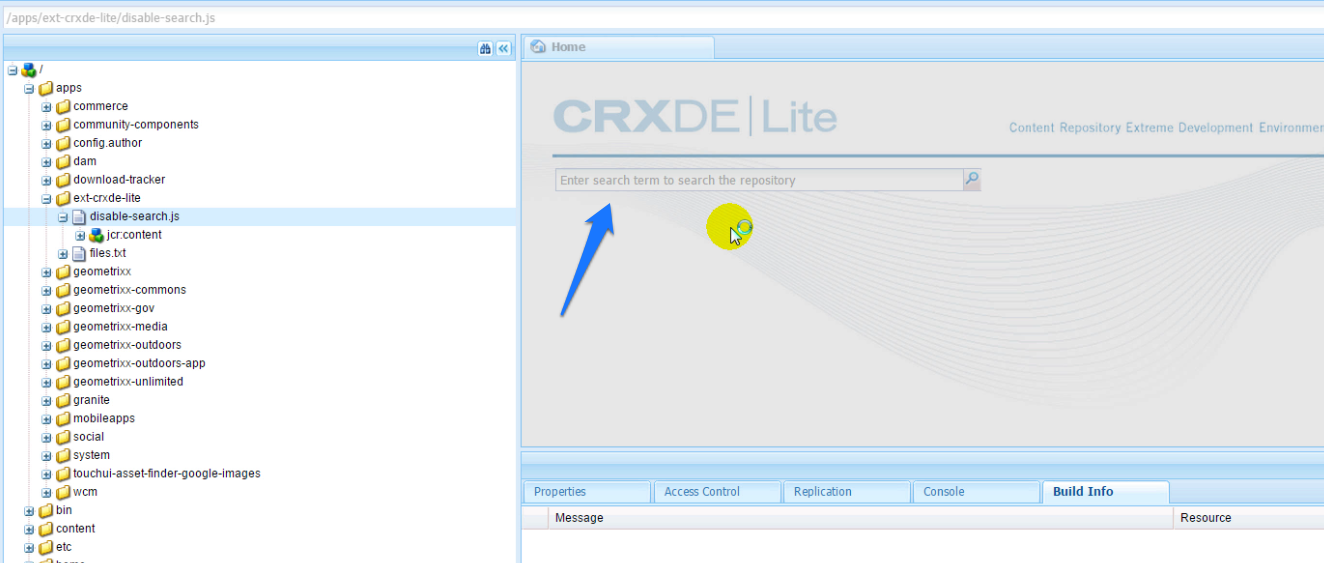 /apps/ext-crxde-lite/disable-search.js
Home
/
apps
commerce
community-components
config.author
dam
download-tracker
ext-crxde-lite
disable-search.js
jcr:content
files.txt
geometrixx
geometrixx-commons
geometrixx-gov
geometrixx-media
geometrixx-outdoors
geometrixx-outdoors-app
geometrixx-unlimited
granite
mobileapps
social
system
touchui-asset-finder-google-images
wcm
bin
content
etc
CRXDE | Lite
Content Repository Extreme Development Environmen
Enter search term to search the repository
Properties Access Control Replication Console Build Info
Message Resource